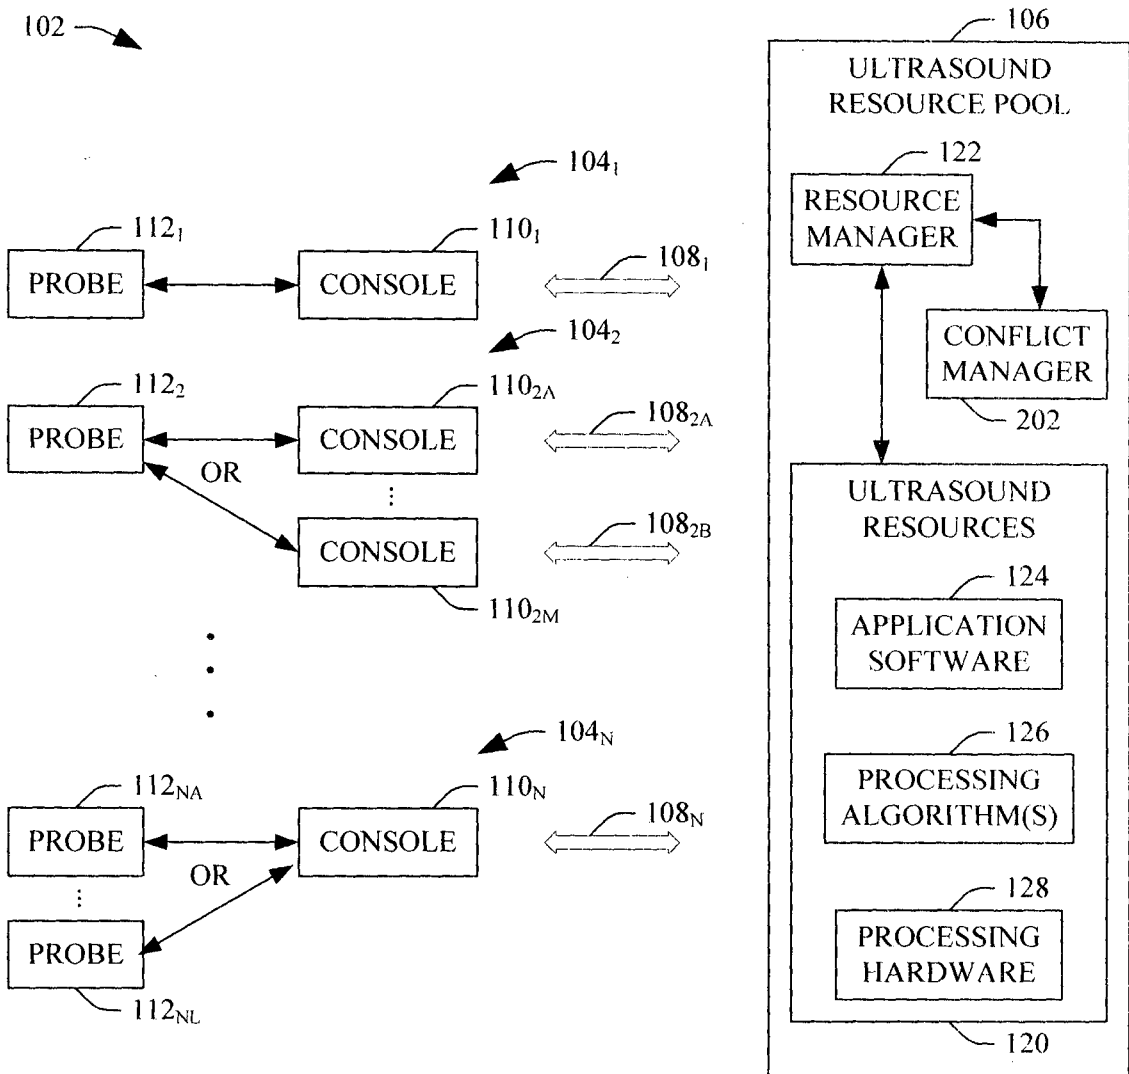 102
106
ULTRASOUND
RESOURCE POOL
122
RESOURCE
MANAGER
CONFLICT
MANAGER
202
104₁
112₁
110₁
PROBE
CONSOLE
108₁
104₂
112₂
110₂A
PROBE
CONSOLE
108₂A
OR
⋮
CONSOLE
108₂B
110₂M
ULTRASOUND
RESOURCES
124
APPLICATION
SOFTWARE
126
PROCESSING
ALGORITHM(S)
128
PROCESSING
HARDWARE
120
104N
112NA
110N
PROBE
CONSOLE
108N
OR
⋮
PROBE
112NL